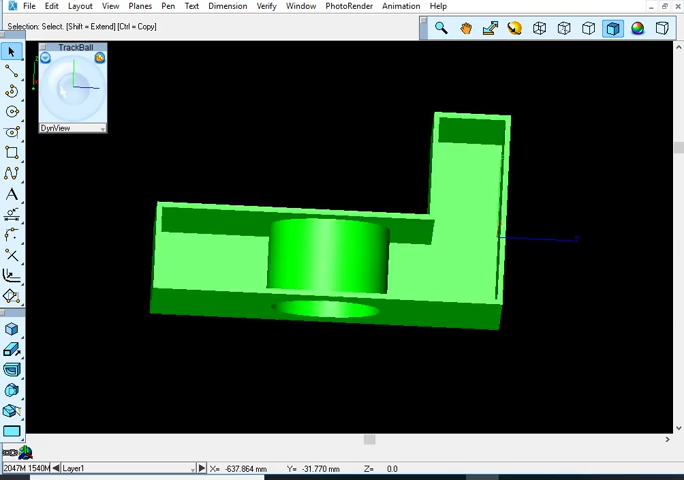 File Edit View Layout Planes Pen Text Dimension Verify Window PhotoRender Animation Help
Selection: Select. [Shift = Extend] [Ctrl = Copy]
TrackBall
DynView
2047M 1540M Layer1 X= -637.864 mm Y= -31.770 mm Z= 0.0